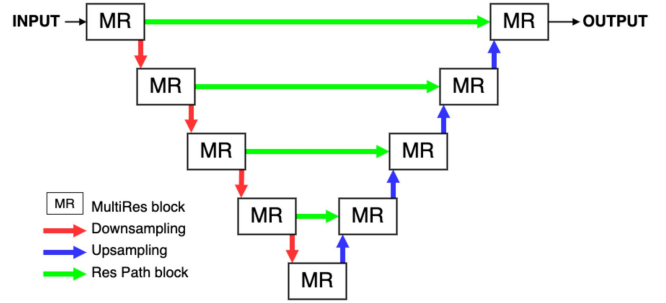 INPUT MR MR OUTPUT
MR MR
MR MR
MR MR
MR
MR MultiRes block
Downsampling
Upsampling
Res Path block